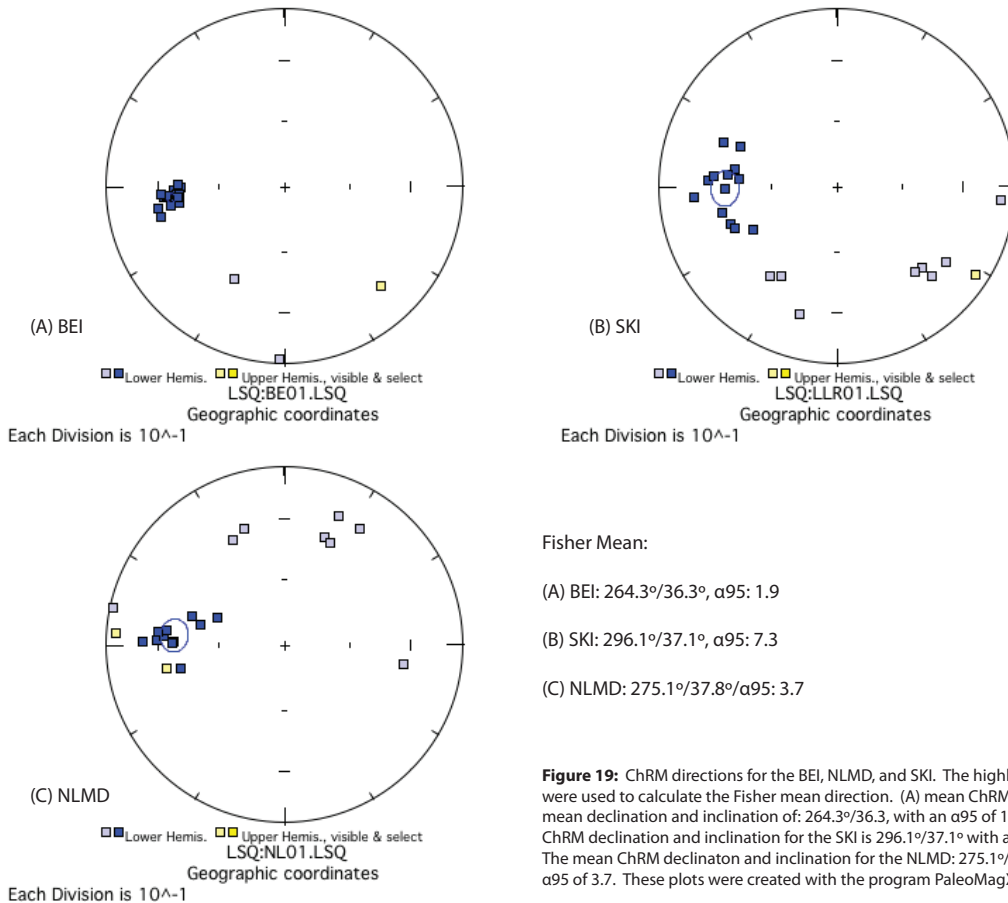 (A) BEI
Lower Hemis. Upper Hemis., visible & select
LSQ:BE01.LSQ
Geographic coordinates
Each Division is 10^-1
(B) SKI
Lower Hemis. Upper Hemis., visible & select
LSQ:LLR01.LSQ
Geographic coordinates
Each Division is 10^-1
(C) NLMD
Lower Hemis. Upper Hemis., visible & select
LSQ:NL01.LSQ
Geographic coordinates
Each Division is 10^-1
Fisher Mean:
(A) BEI: 264.3º/36.3º, α95: 1.9
(B) SKI: 296.1º/37.1º, α95: 7.3
(C) NLMD: 275.1º/37.8º/α95: 3.7
Figure 19: ChRM directions for the BEI, NLMD, and SKI. The highl
were used to calculate the Fisher mean direction. (A) mean ChRM
mean declination and inclination of: 264.3º/36.3, with an α95 of 1
ChRM declination and inclination for the SKI is 296.1º/37.1º with a
The mean ChRM declinaton and inclination for the NLMD: 275.1º/
α95 of 3.7. These plots were created with the program PaleoMag